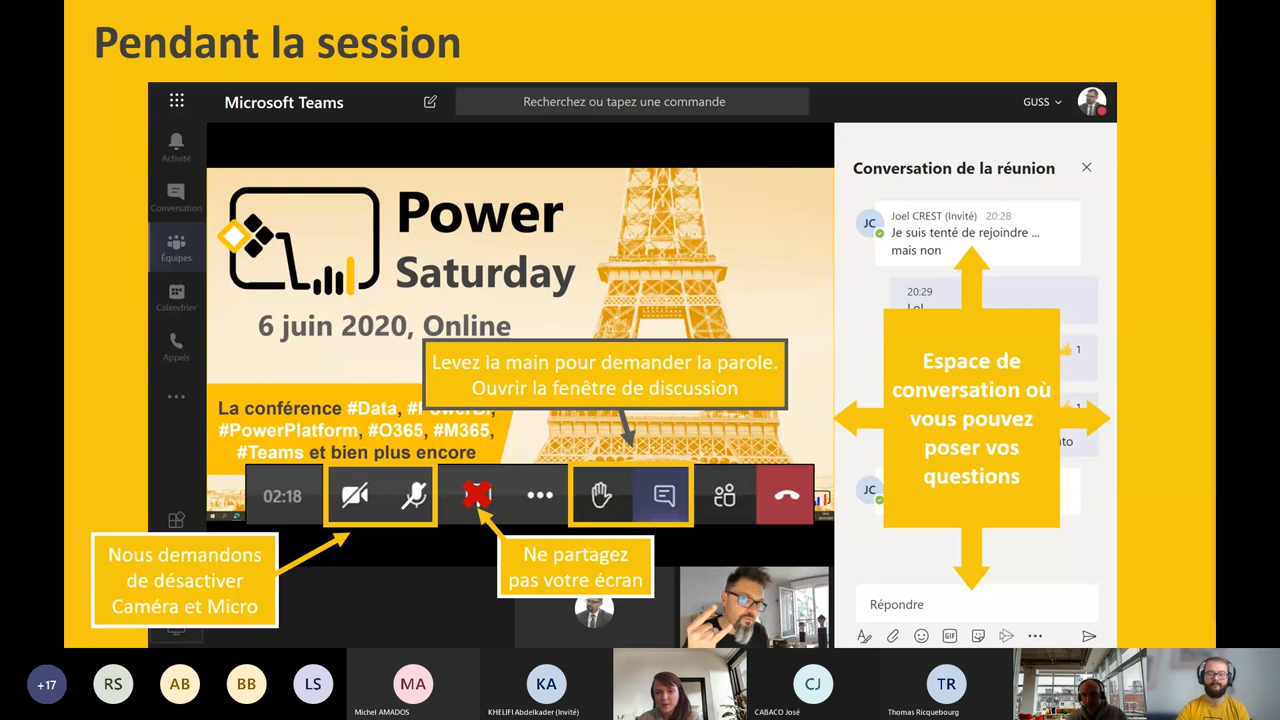 Pendant la session
Microsoft Teams
Recherchez ou tapez une commande
GUSS
Activité
Conversation
Équipes
Calendrier
Appels
Power
Saturday
6 juin 2020, Online
La conférence #Data,
#PowerPlatform, #O365, #M365,
#Teams et bien plus encore
Levez la main pour demander la parole.
Ouvrir la fenêtre de discussion
02:18
Nous demandons
de désactiver
Caméra et Micro
Ne partagez
pas votre écran
Conversation de la réunion
JC
Joel CREST (Invité) 20:28
Je suis tenté de rejoindre ...
mais non
20:29
Lol
1
Espace de
conversation où
vous pouvez
poser vos
questions
JC
Répondre
GIF
+17
RS
AB
BB
LS
MA
Michel AMADOS
KA
KHELIFI Abdelkader (Invité)
CJ
CABACO José
TR
Thomas Ricquebourg